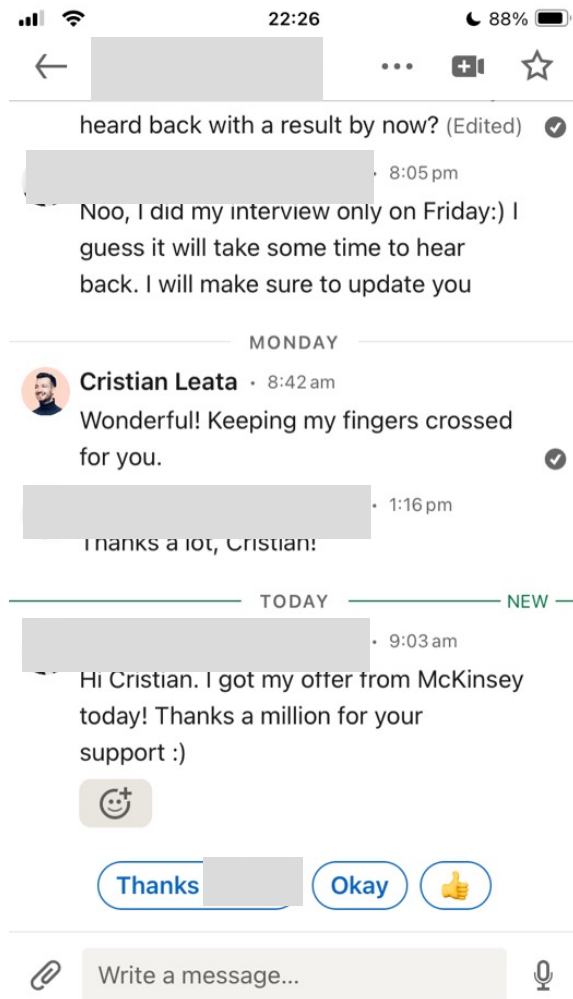 22:26
88%
heard back with a result by now? (Edited)
8:05 pm
Noo, I did my interview only on Friday:) I
guess it will take some time to hear
back. I will make sure to update you
MONDAY
Cristian Leata · 8:42 am
Wonderful! Keeping my fingers crossed
for you.
· 1:16 pm
Thanks a lot, Cristian!
TODAY
NEW
· 9:03 am
Hi Cristian. I got my offer from McKinsey
today! Thanks a million for your
support :)
Thanks
Okay
Write a message...